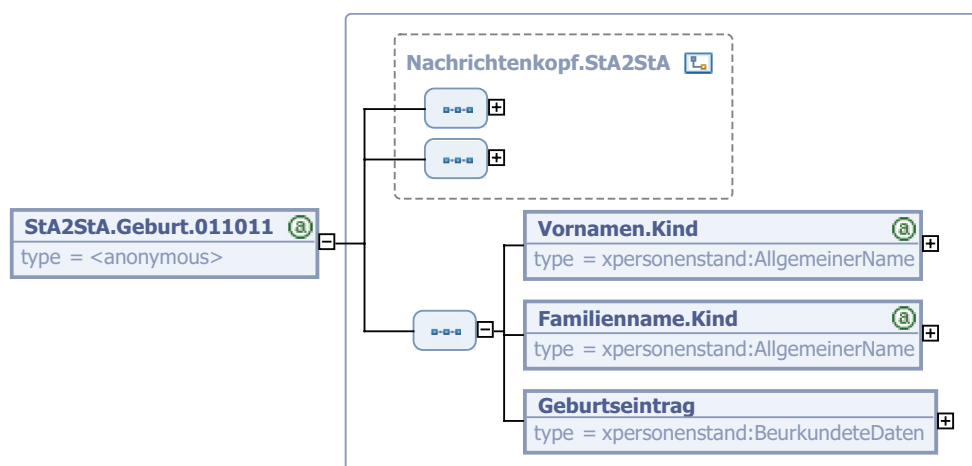 Nachrichtenkopf.StA2StA
StA2StA.Geburt.011011
type = <anonymous>
Vornamen.Kind
type = xpersonenstand:AllgemeinerName
Familienname.Kind
type = xpersonenstand:AllgemeinerName
Geburtseintrag
type = xpersonenstand:BeurkundeteDaten